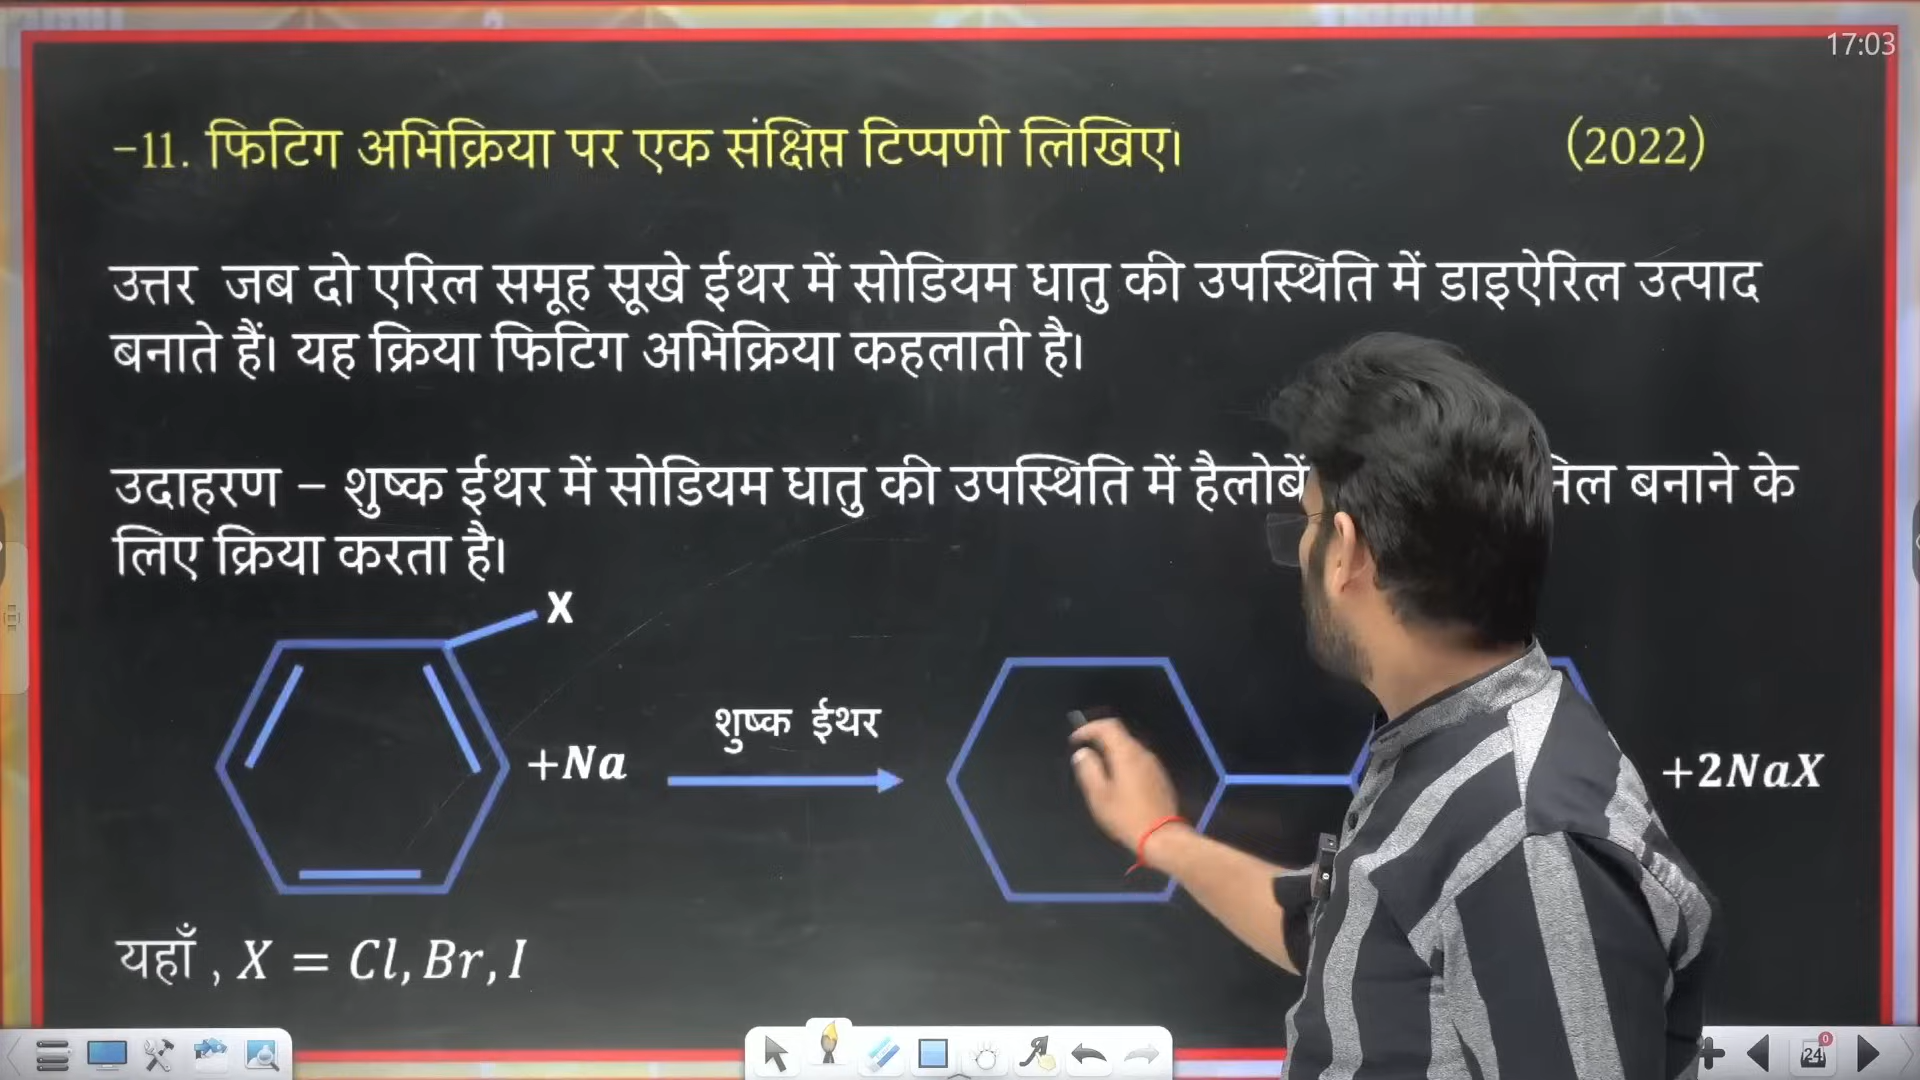 17:03
-11. फिटिग अभिक्रिया पर एक संक्षिप्त टिप्पणी लिखिए। (2022)
उत्तर जब दो एरिल समूह सूखे ईथर में सोडियम धातु की उपस्थिति में डाइऐरिल उत्पाद
बनाते हैं। यह क्रिया फिटिग अभिक्रिया कहलाती है।
उदाहरण – शुष्क ईथर में सोडियम धातु की उपस्थिति में बनाने के
लिए क्रिया करता है।
X
शुष्क ईथर
+Na
+2NaX
यहाँ , X = Cl, Br, I
24
0